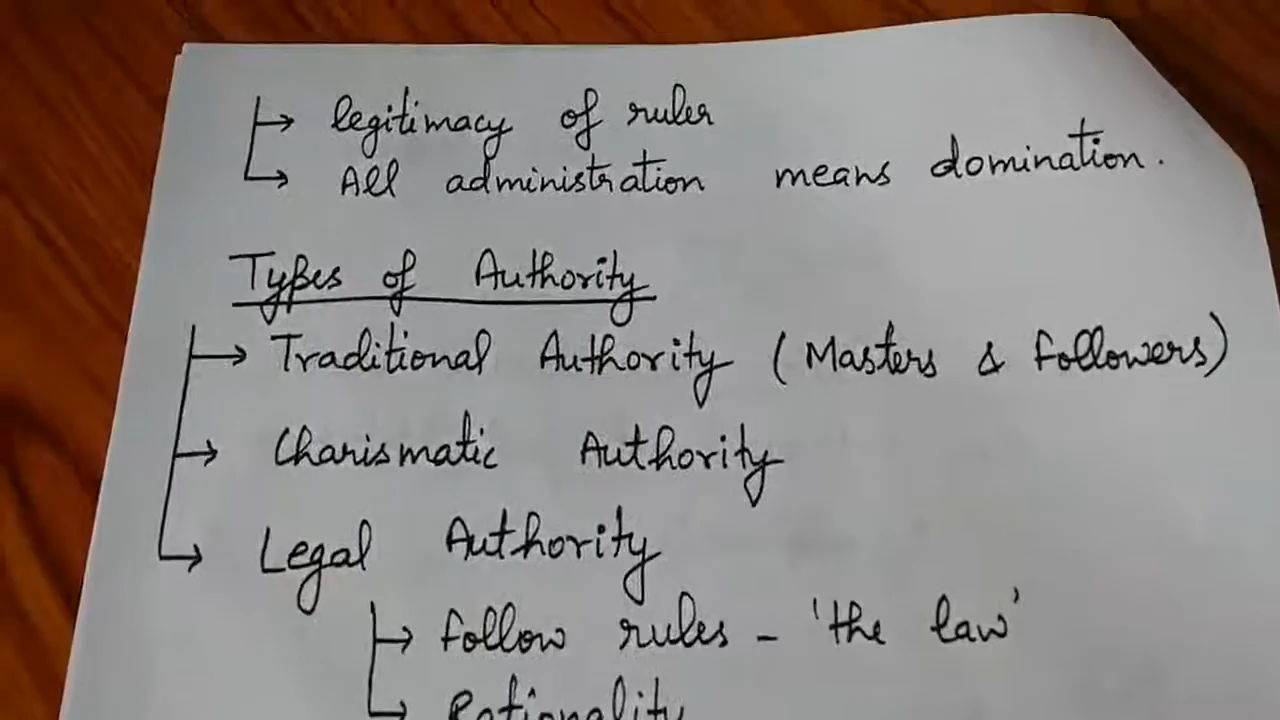 legitimacy of ruler
All administration means domination.
Types of Authority
Traditional Authority (Masters & Followers)
Charismatic Authority
Legal Authority
follow rules - 'the law'
Rationality